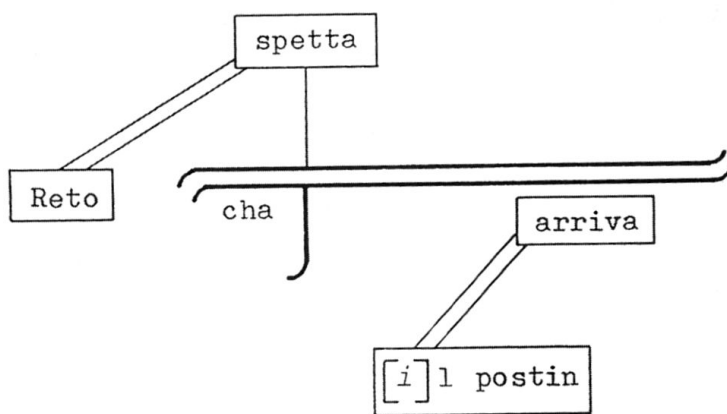 spetta
Reto
cha
arriva
[i]l postin